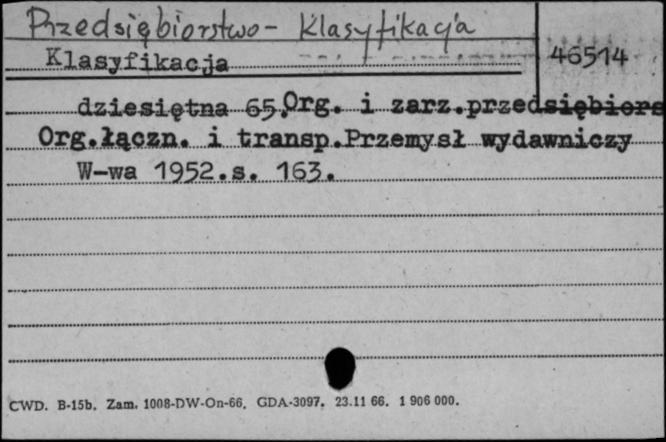 Przedsiębiorstwo - Klasyfikacja
Klasyfikacja
46514
dziesiętna 65.Org. i zarz.przedsiębiors
Org.łączn. i transp.Przemysł wydawniczy
W-wa 1952.s. 163.
CWD. B-15b. Zam. 1008-DW-On-66. GDA-3097. 23.11 66. 1 906 000.